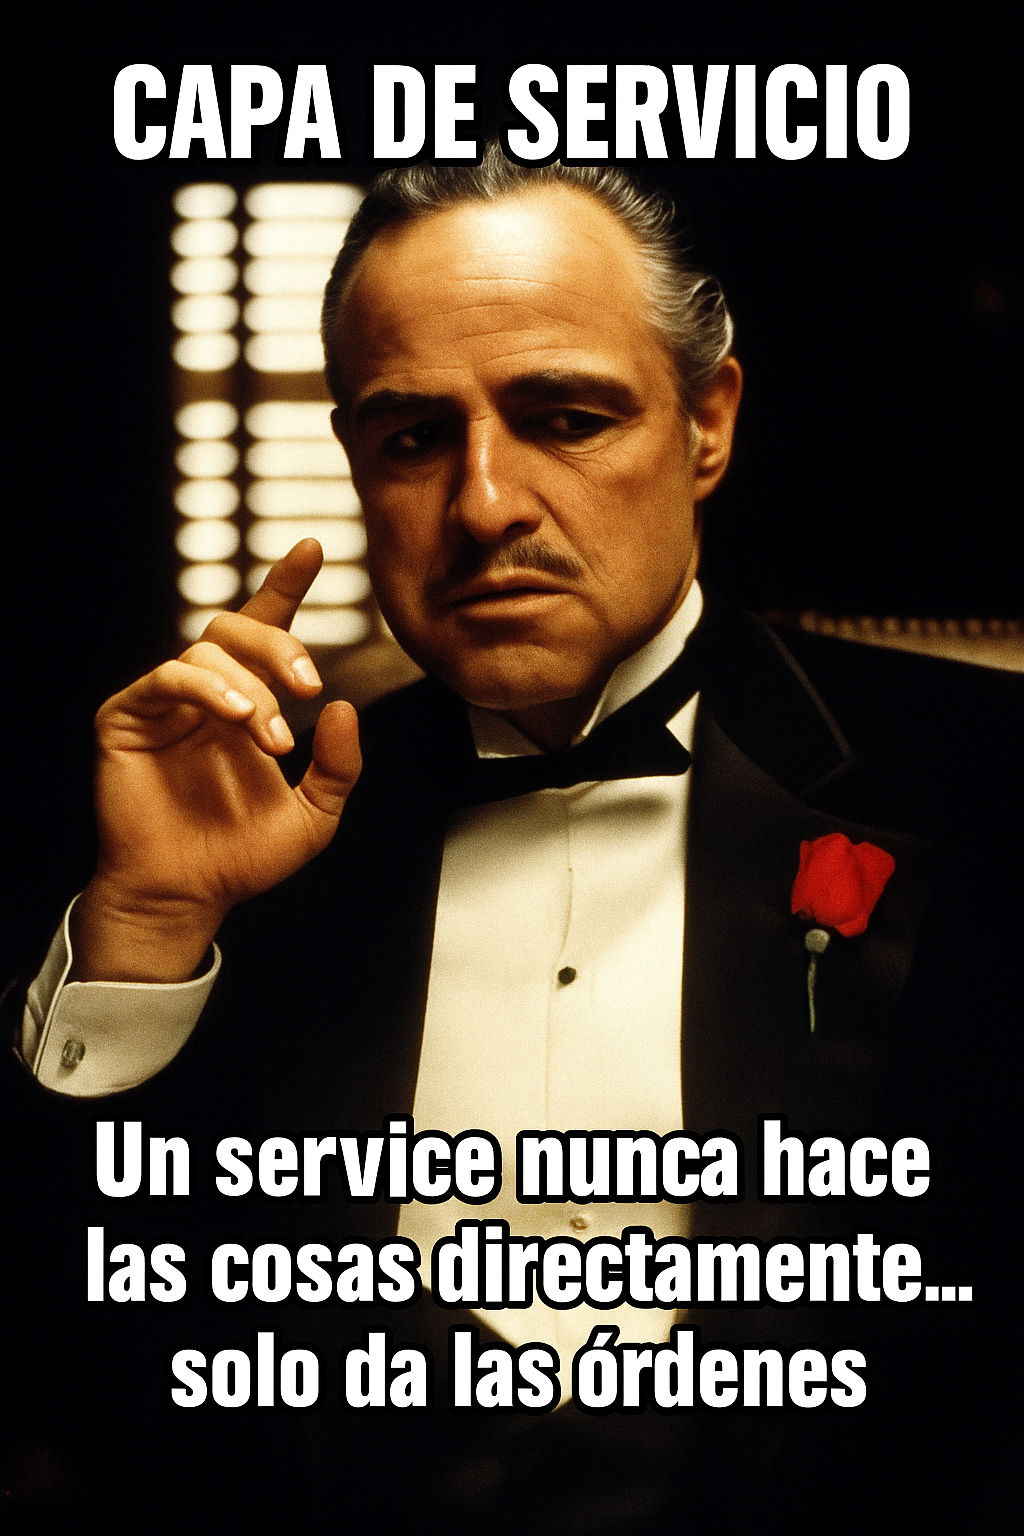 CAPA DE SERVICIO
Un service nunca hace
las cosas directamente...
solo da las órdenes